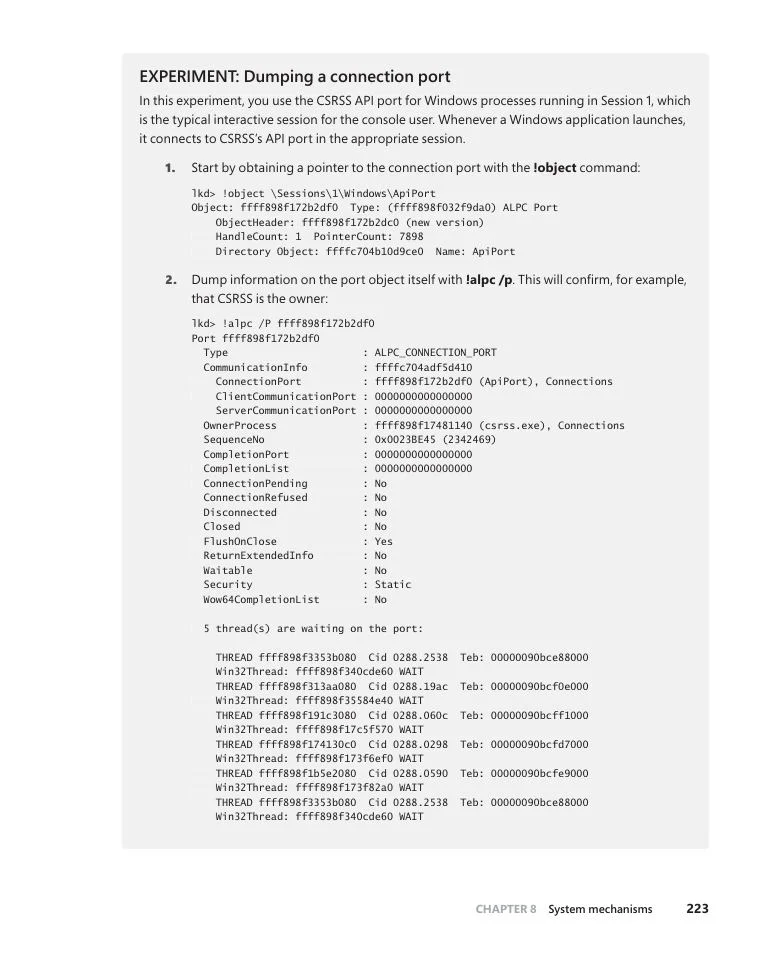 EXPERIMENT: Dumping a connection port
In this experiment, you use the CSRSS API port for Windows processes running in Session 1, which
is the typical interactive session for the console user. Whenever a Windows application launches,
it connects to CSRSS’s API port in the appropriate session.
1. Start by obtaining a pointer to the connection port with the !object command:
lkd> !object \Sessions\1\Windows\ApiPort
Object: ffff898f172b2df0  Type: (ffff898f032f9da0) ALPC Port
    ObjectHeader: ffff898f172b2dc0 (new version)
    HandleCount: 1  PointerCount: 7898
    Directory Object: ffffc704b10d9ce0  Name: ApiPort
2. Dump information on the port object itself with !alpc /p. This will confirm, for example,
that CSRSS is the owner:
lkd> !alpc /P ffff898f172b2df0
Port ffff898f172b2df0
  Type                      : ALPC_CONNECTION_PORT
  CommunicationInfo         : ffffc704adf5d410
    ConnectionPort          : ffff898f172b2df0 (ApiPort), Connections
    ClientCommunicationPort : 0000000000000000
    ServerCommunicationPort : 0000000000000000
  OwnerProcess              : ffff898f17481140 (csrss.exe), Connections
  SequenceNo                : 0x0023BE45 (2342469)
  CompletionPort            : 0000000000000000
  CompletionList            : 0000000000000000
  ConnectionPending         : No
  ConnectionRefused         : No
  Disconnected              : No
  Closed                    : No
  FlushOnClose              : Yes
  ReturnExtendedInfo        : No
  Waitable                  : No
  Security                  : Static
  Wow64CompletionList       : No
  5 thread(s) are waiting on the port:
    THREAD ffff898f3353b080  Cid 0288.2538  Teb: 00000090bce88000
    Win32Thread: ffff898f340cde60 WAIT
    THREAD ffff898f313aa080  Cid 0288.19ac  Teb: 00000090bcf0e000
    Win32Thread: ffff898f35584e40 WAIT
    THREAD ffff898f191c3080  Cid 0288.060c  Teb: 00000090bcff1000
    Win32Thread: ffff898f17c5f570 WAIT
    THREAD ffff898f174130c0  Cid 0288.0298  Teb: 00000090bcfd7000
    Win32Thread: ffff898f173f6ef0 WAIT
    THREAD ffff898f1b5e2080  Cid 0288.0590  Teb: 00000090bcfe9000
    Win32Thread: ffff898f173f82a0 WAIT
    THREAD ffff898f3353b080  Cid 0288.2538  Teb: 00000090bce88000
    Win32Thread: ffff898f340cde60 WAIT
CHAPTER 8 System mechanisms 223